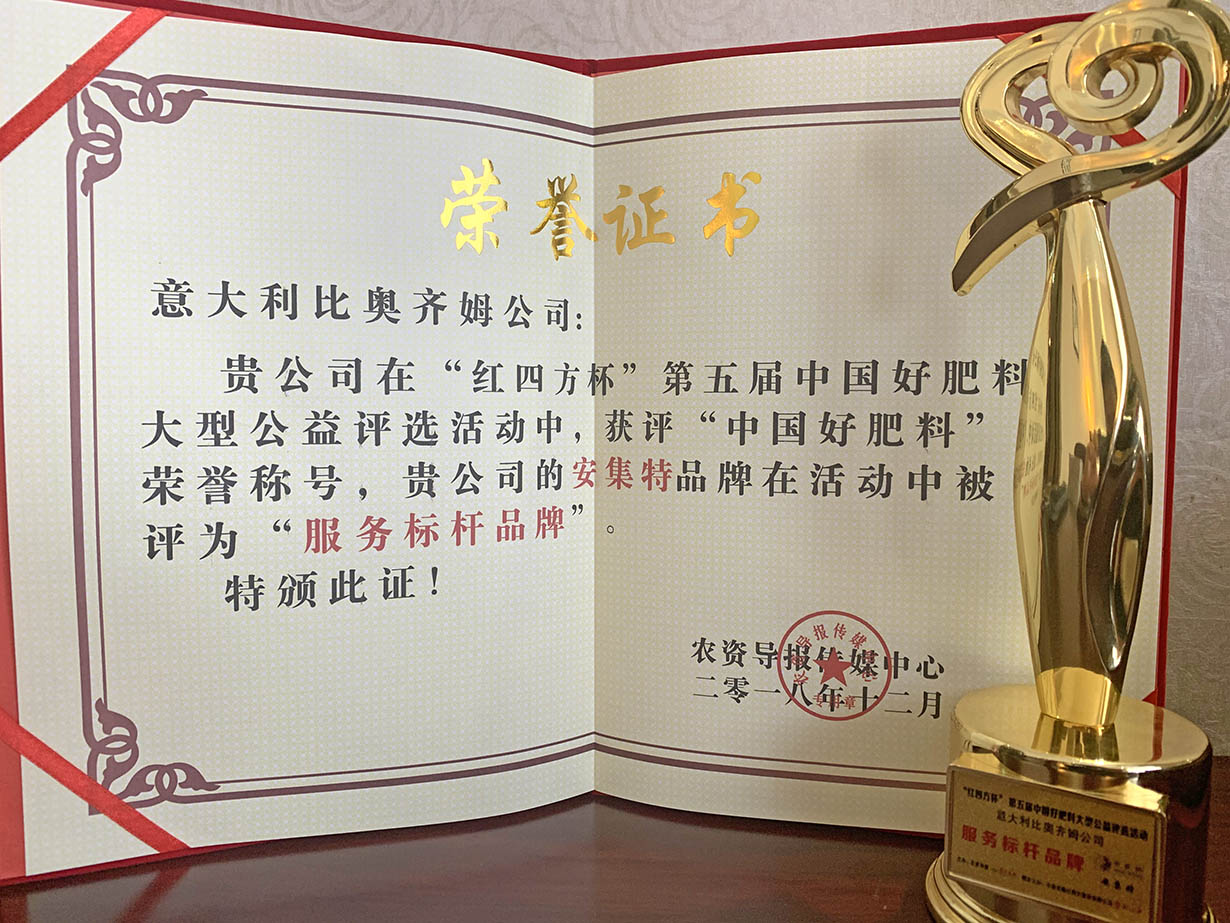 荣誉证书
意大利比奥齐姆公司:
贵公司在“红四方杯”第五届中国好肥料
大型公益评选活动中, 获评“中国好肥料”
荣誉称号, 贵公司的安集特品牌在活动中被
评为“服务标杆品牌”。
特颁此证!
农资导报传媒中心
二零一八年十二月
专用章
“红四方杯”第五届中国好肥料大型公益评选活动
意大利比奥齐姆公司
服务标杆品牌
安集特